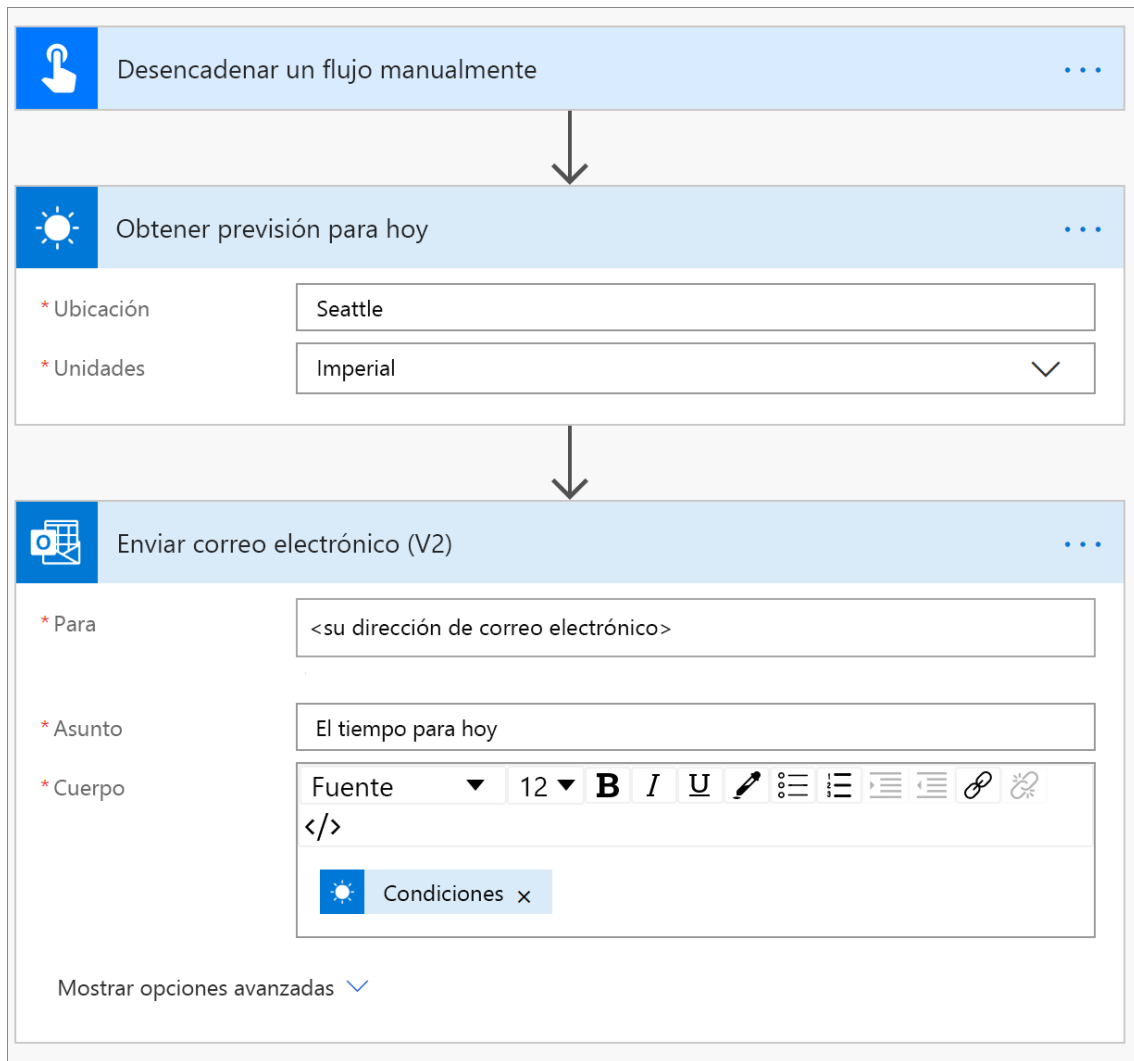 Desencadenar un flujo manualmente
Obtener previsión para hoy
* Ubicación Seattle
* Unidades Imperial
Enviar correo electrónico (V2)
* Para <su dirección de correo electrónico>
* Asunto El tiempo para hoy
* Cuerpo Fuente 12 B I U
</>
Condiciones ×
Mostrar opciones avanzadas